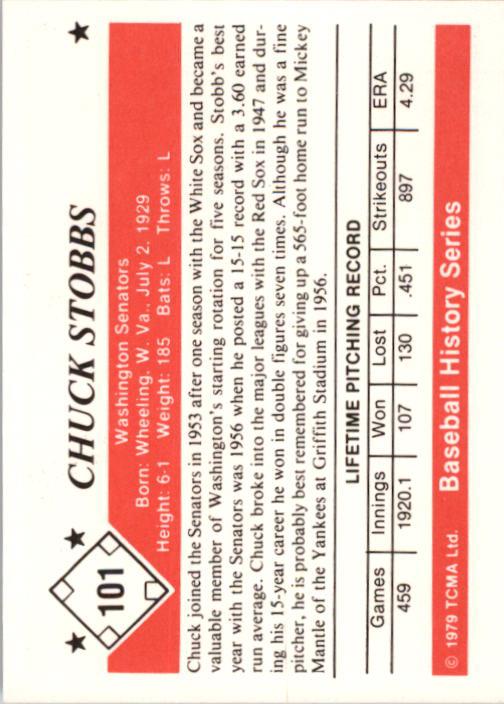 101
CHUCK STOBBS
Washington Senators
Born: Wheeling, W. Va., July 2, 1929
Height: 6-1 Weight: 185 Bats: L Throws: L
Chuck joined the Senators in 1953 after one season with the White Sox and became a
valuable member of Washington's starting rotation for five seasons. Stobb's best
year with the Senators was 1956 when he posted a 15-15 record with a 3.60 earned
run average. Chuck broke into the major leagues with the Red Sox in 1947 and dur-
ing his 15-year career he won in double figures seven times. Although he was a fine
pitcher, he is probably best remembered for giving up a 565-foot home run to Mickey
Mantle of the Yankees at Griffith Stadium in 1956.
LIFETIME PITCHING RECORD
Games Innings Won Lost Pct. Strikeouts ERA
459 1920.1 107 130 .451 897 4.29
© 1979 TCMA Ltd. Baseball History Series